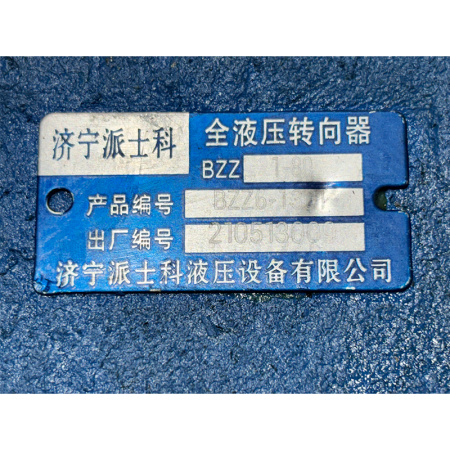 济宁派士科 全液压转向器
BZZ
产品编号
出厂编号 210513
济宁派士科液压设备有限公司